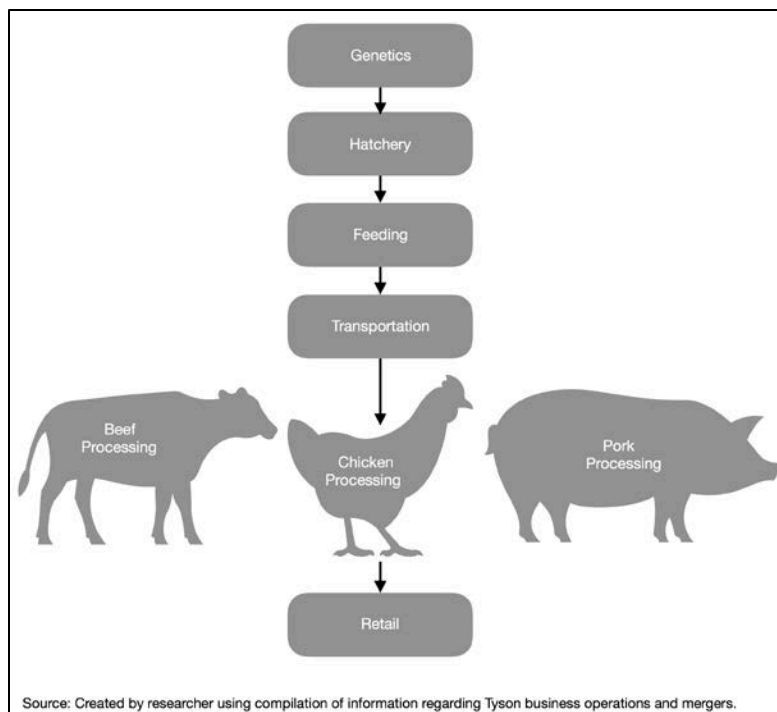 Genetics
Hatchery
Feeding
Transportation
Beef
Processing
Chicken
Processing
Pork
Processing
Retail
Source: Created by researcher using compilation of information regarding Tyson business operations and mergers.